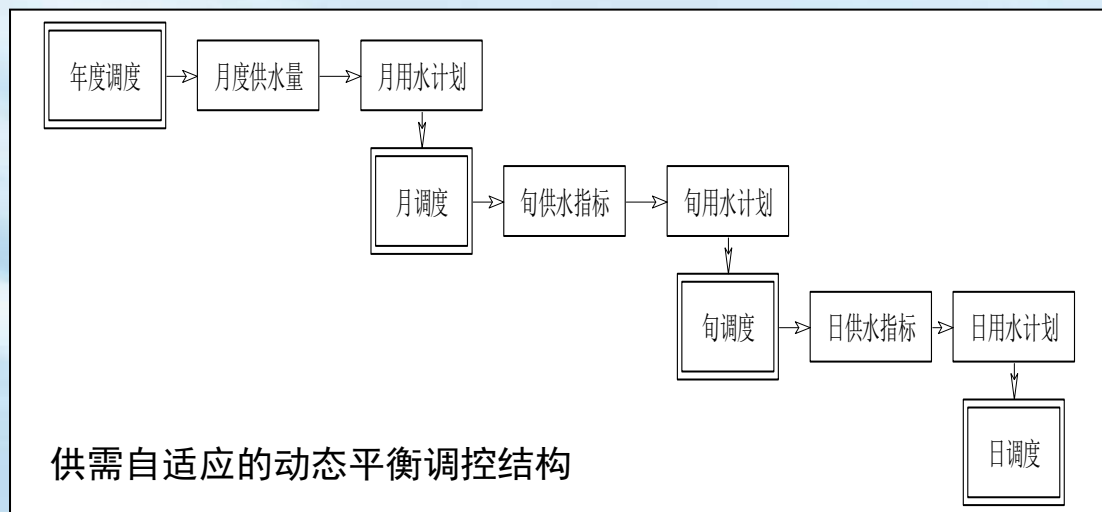 年度调度
月度供水量
月用水计划
月调度
旬供水指标
旬用水计划
旬调度
日供水指标
日用水计划
日调度
供需自适应的动态平衡调控结构